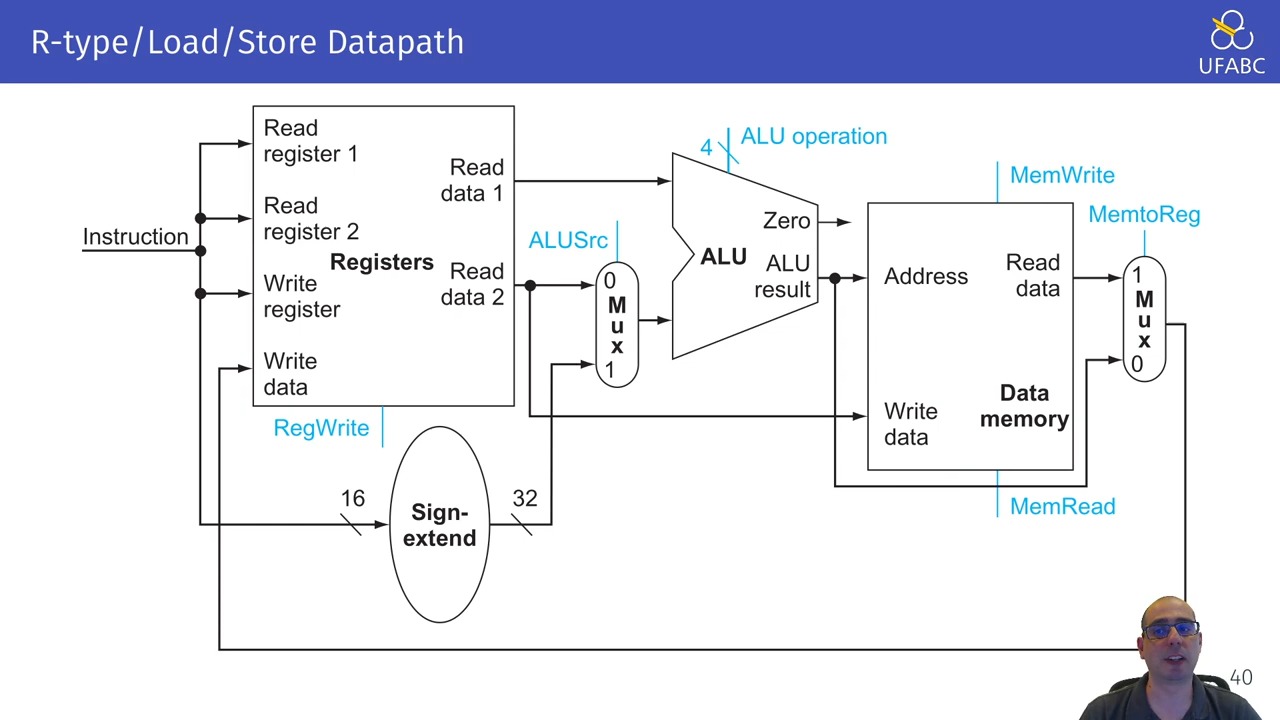 R-type/Load/Store Datapath
UFABC
Instruction
Read
register 1
Read
register 2
Write
register
Write
data
Registers
Read
data 1
Read
data 2
RegWrite
16
Sign-
extend
32
ALUSrc
0
M
u
x
1
4
ALU operation
ALU
Zero
ALU
result
MemWrite
Address
Read
data
Write
data
Data
memory
MemRead
MemtoReg
1
M
u
x
0
40